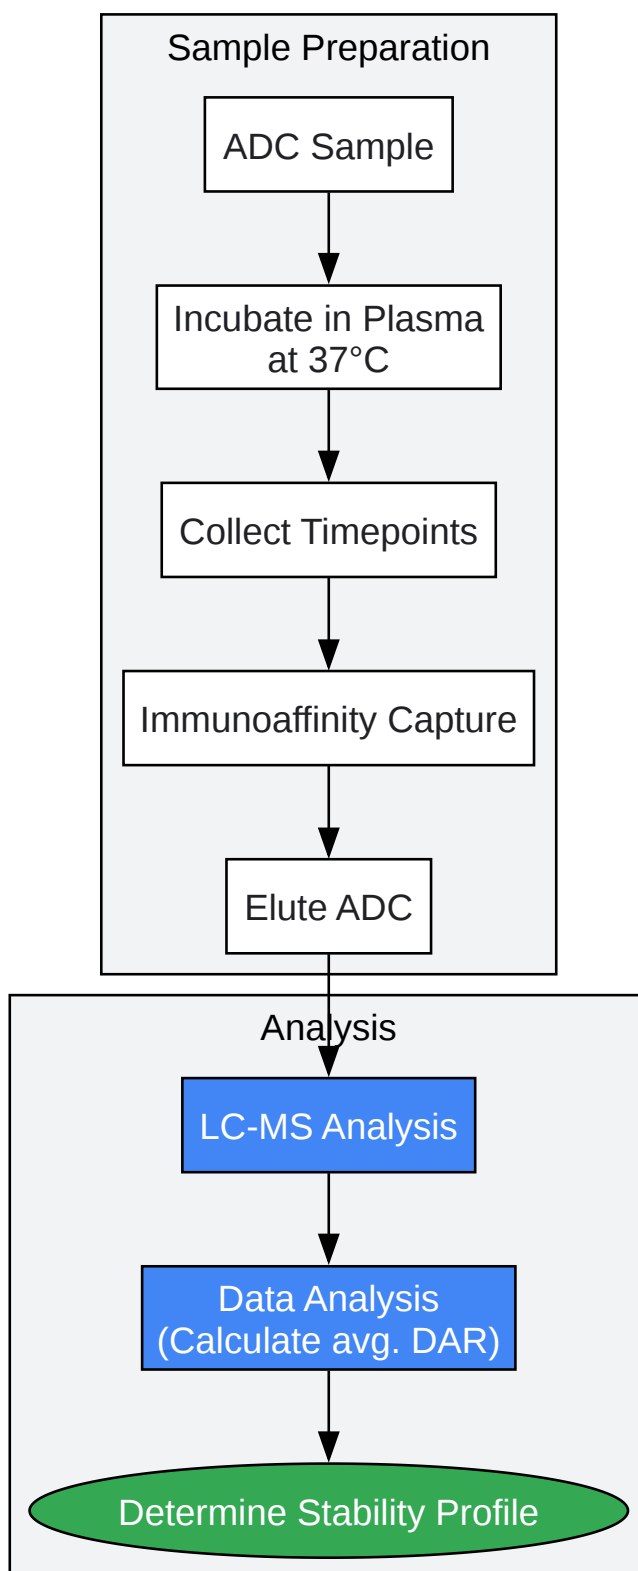 Sample Preparation
ADC Sample
Incubate in Plasma
at 37°C
Collect Timepoints
Immunoaffinity Capture
Elute ADC
Analysis
LC-MS Analysis
Data Analysis
(Calculate avg. DAR)
Determine Stability Profile